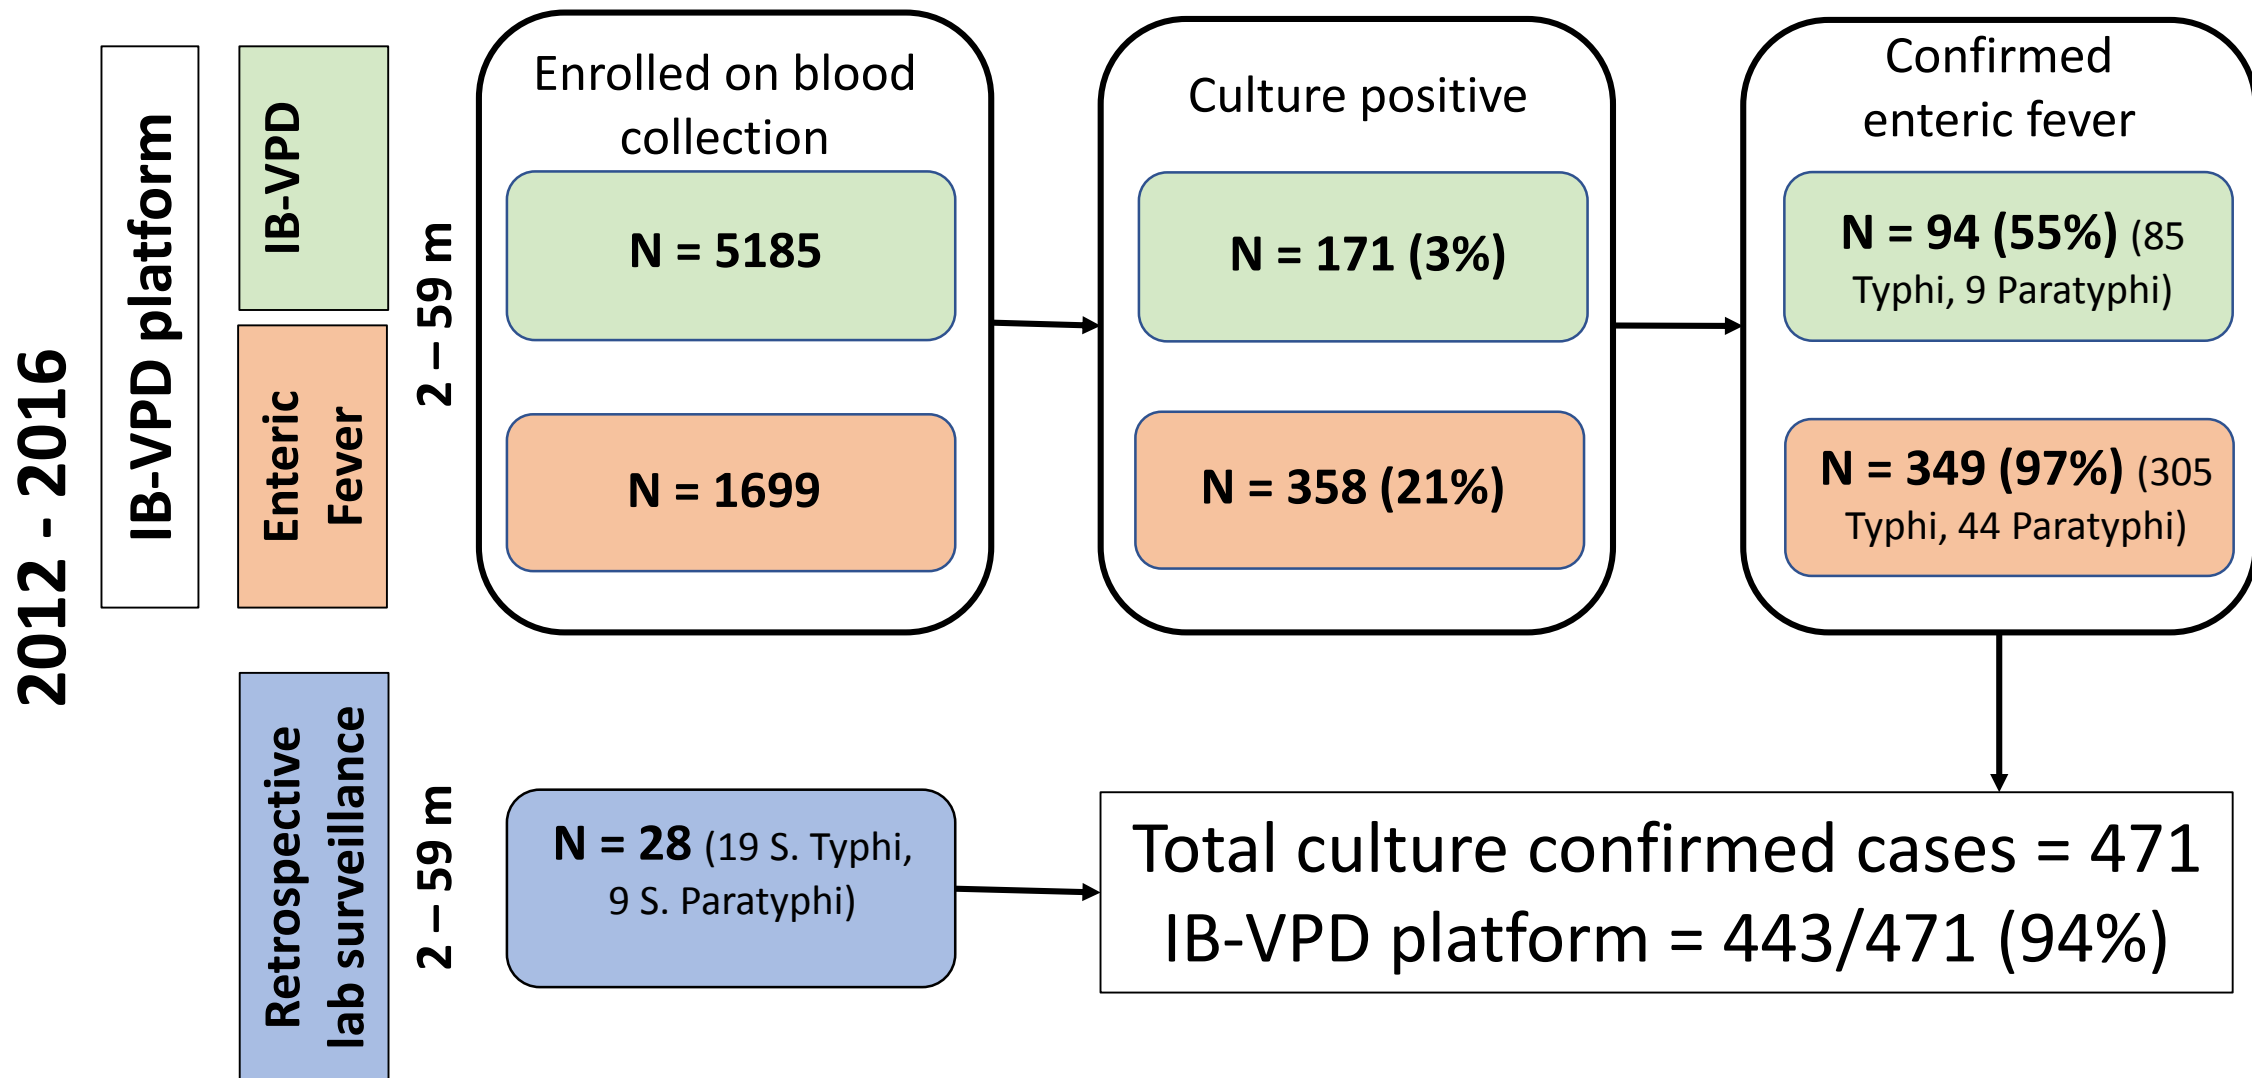 2012 - 2016
IB-VPD platform
IB-VPD
Enteric
Fever
2 – 59 m
Enrolled on blood
collection
N = 5185
N = 1699
Culture positive
N = 171 (3%)
N = 358 (21%)
Confirmed
enteric fever
N = 94 (55%) (85
Typhi, 9 Paratyphi)
N = 349 (97%) (305
Typhi, 44 Paratyphi)
Retrospective
lab surveillance
2 – 59 m
N = 28 (19 S. Typhi,
9 S. Paratyphi)
Total culture confirmed cases = 471
IB-VPD platform = 443/471 (94%)